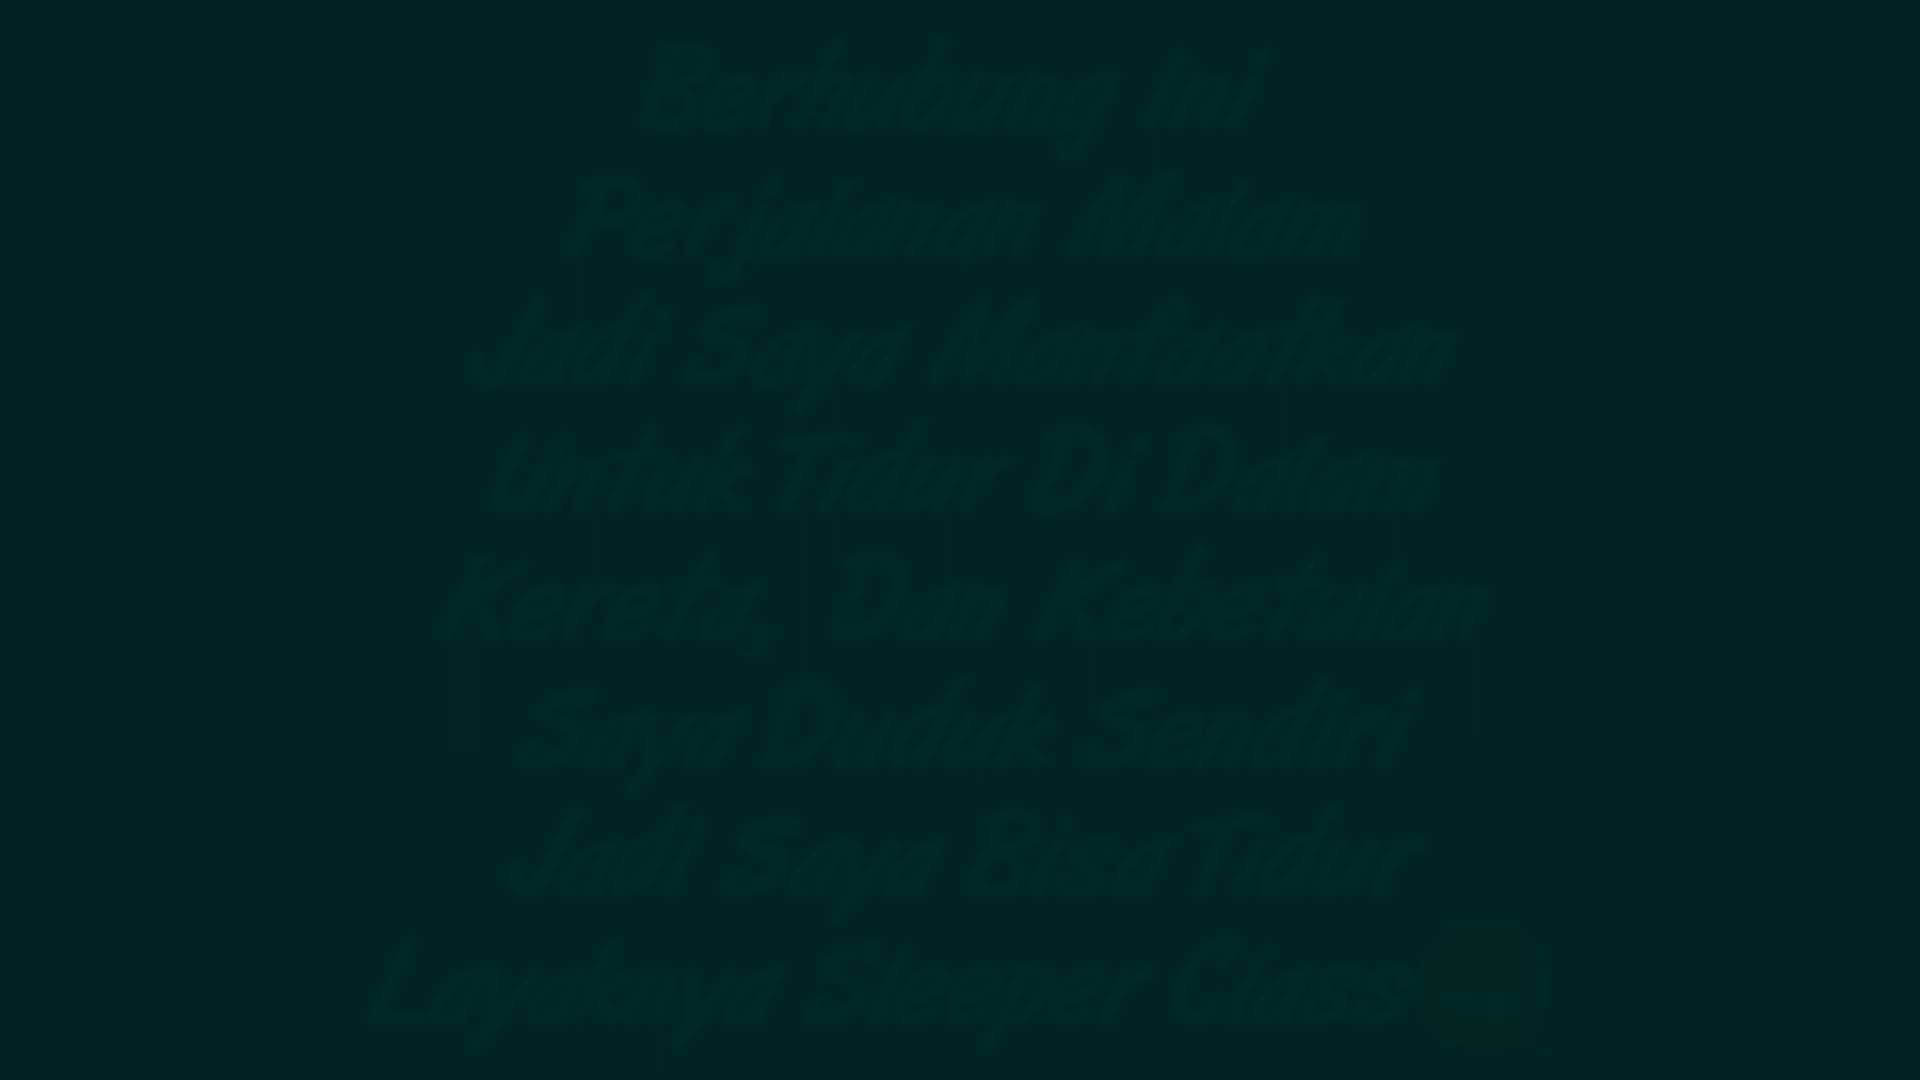 Berhubung Ini
Perjalanan Malam
Jadi Saya Manfaatkan
Untuk Tidur Di Dalam
Kereta, Dan Kebetulan
Saya Duduk Sendiri
Jadi Saya Bisa Tidur
Layaknya Sleeper Class